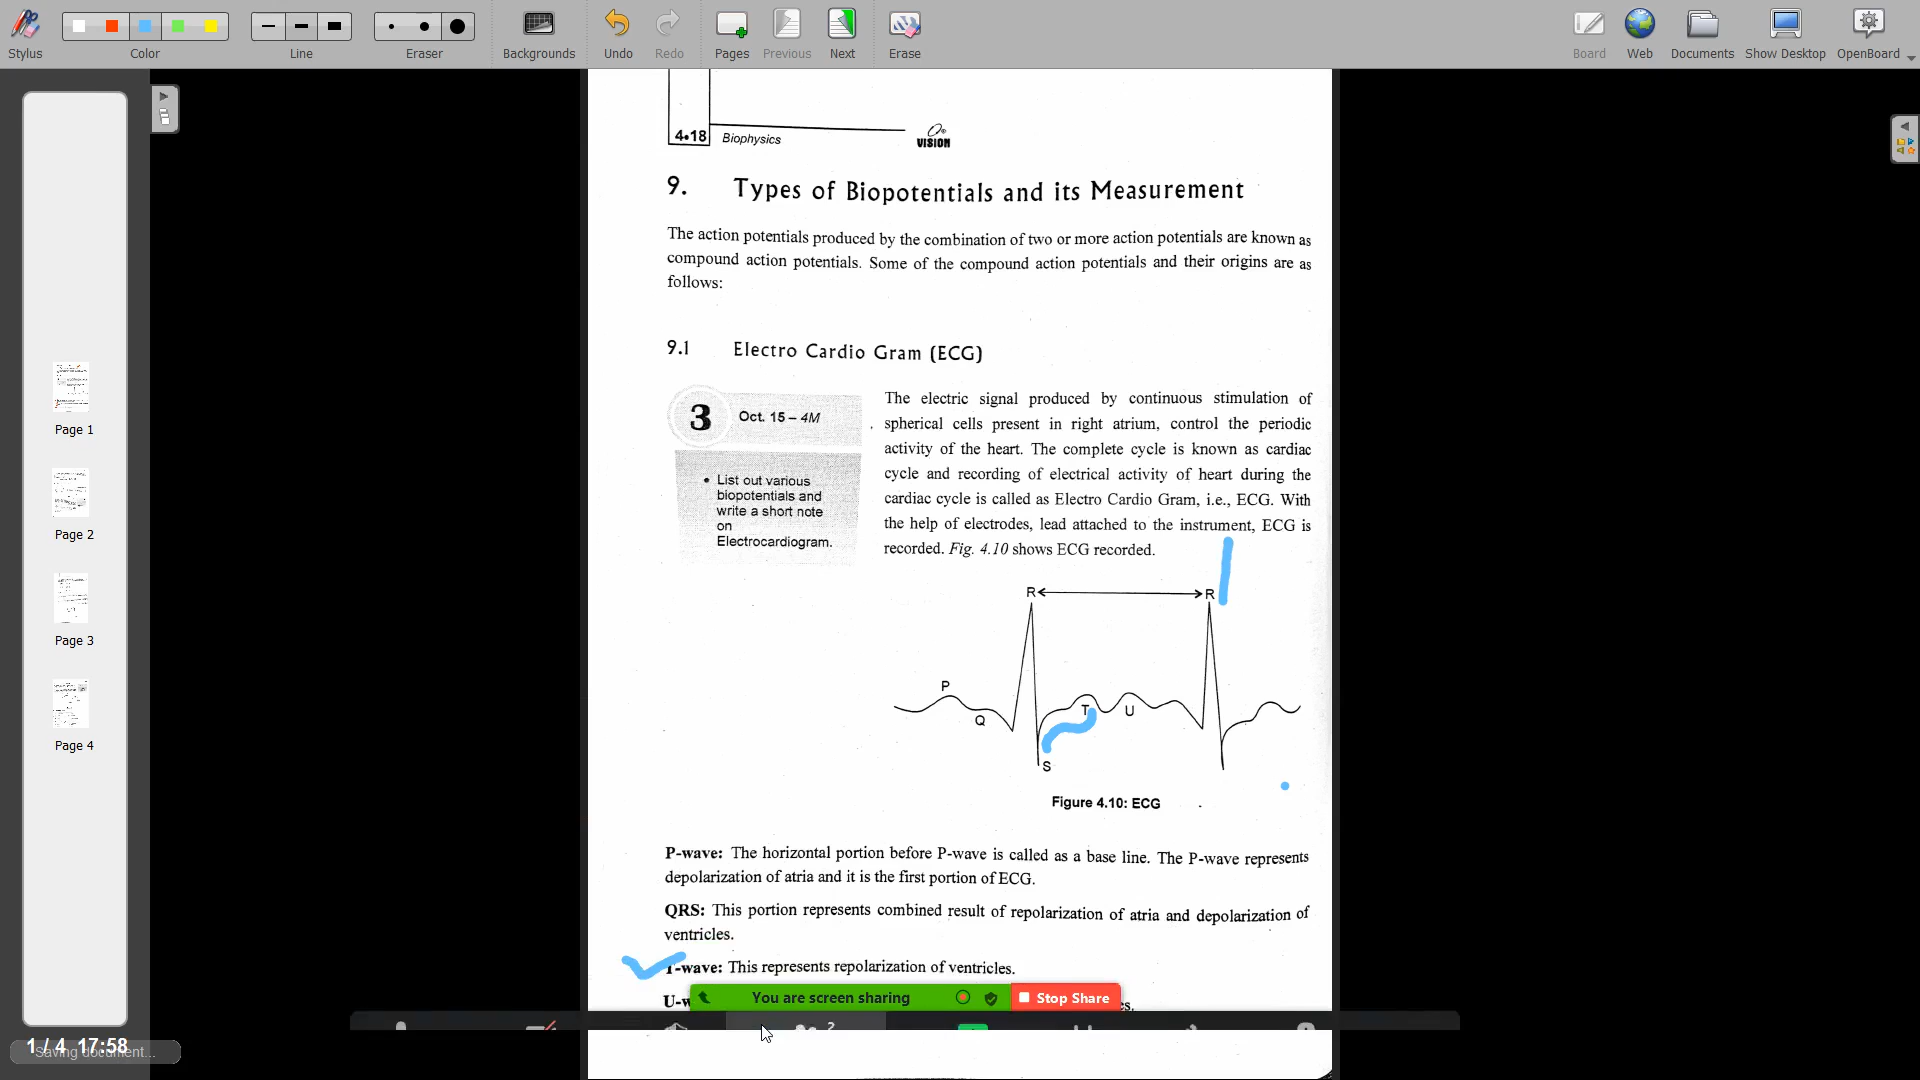 Stylus
Color
Line
Eraser
Backgrounds
Undo
Redo
Pages
Previous
Next
Erase
Board
Web
Documents
Show Desktop
OpenBoard
Page 1
Page 2
Page 3
Page 4
1 / 4 17:58
Saving document...
4•18 Biophysics
VISION
9. Types of Biopotentials and its Measurement
The action potentials produced by the combination of two or more action potentials are known as
compound action potentials. Some of the compound action potentials and their origins are as
follows:
9.1 Electro Cardio Gram (ECG)
3 Oct. 15 – 4M
• List out various
biopotentials and
write a short note
on
Electrocardiogram.
The electric signal produced by continuous stimulation of
spherical cells present in right atrium, control the periodic
activity of the heart. The complete cycle is known as cardiac
cycle and recording of electrical activity of heart during the
cardiac cycle is called as Electro Cardio Gram, i.e., ECG. With
the help of electrodes, lead attached to the instrument, ECG is
recorded. Fig. 4.10 shows ECG recorded.
R R
P
Q
T U
S
Figure 4.10: ECG
P-wave: The horizontal portion before P-wave is called as a base line. The P-wave represents
depolarization of atria and it is the first portion of ECG.
QRS: This portion represents combined result of repolarization of atria and depolarization of
ventricles.
T-wave: This represents repolarization of ventricles.
You are screen sharing
Stop Share